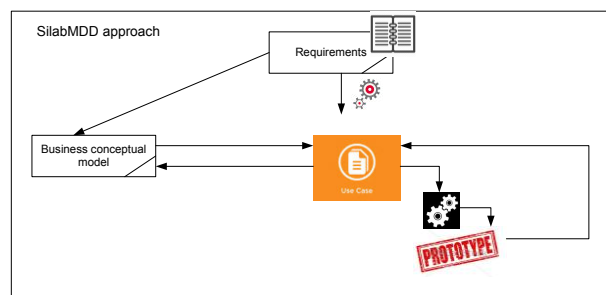 SilabMDD approach
Requirements
Business conceptual
model
Use Case
PROTOTYPE